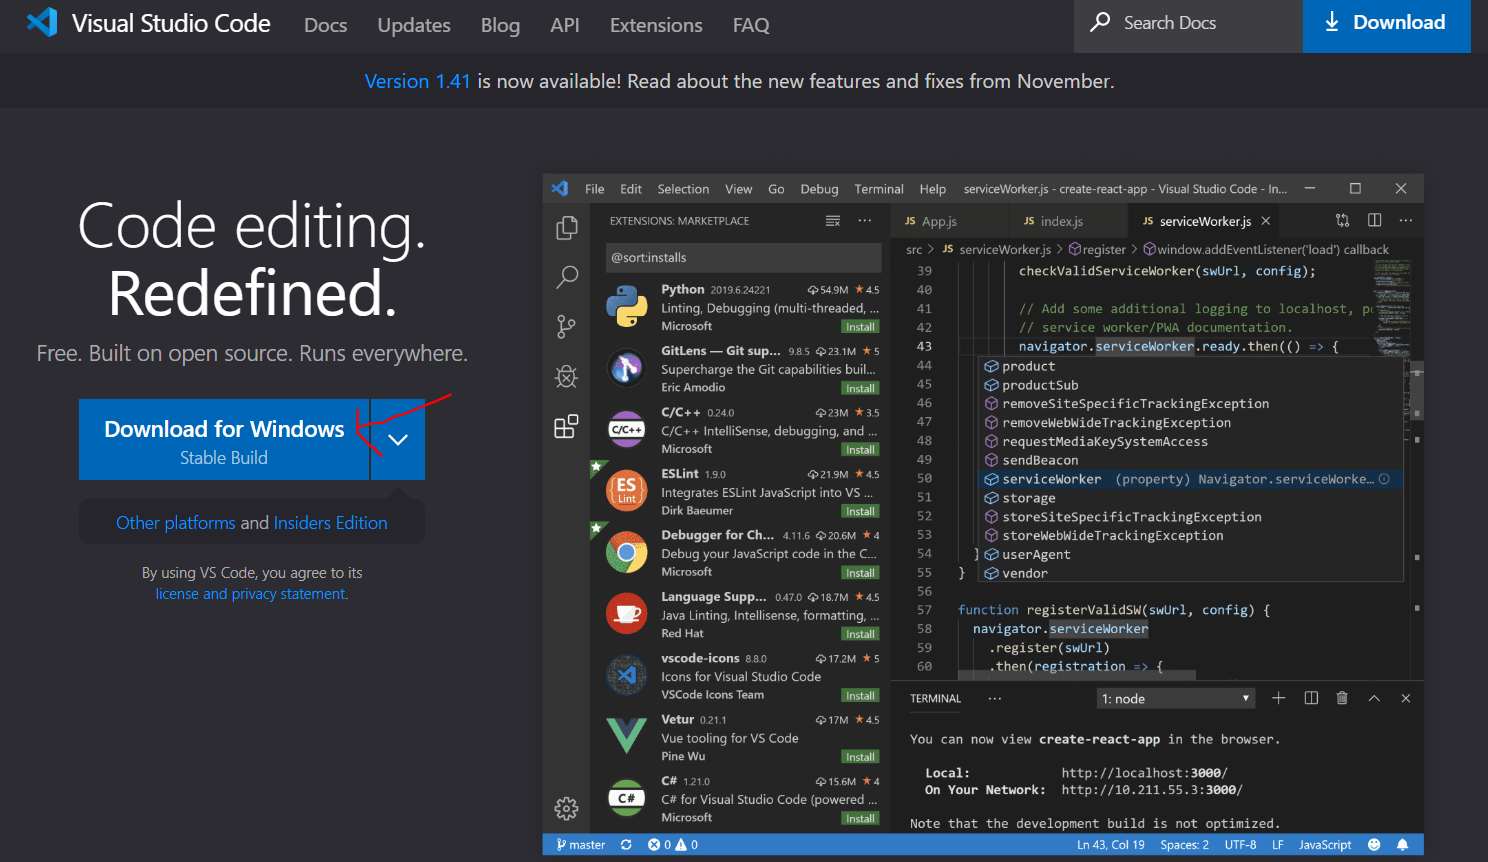 Visual Studio Code
Docs
Updates
Blog
API
Extensions
FAQ
Search Docs
Download
Version 1.41 is now available! Read about the new features and fixes from November.
Code editing.
Redefined.
Free. Built on open source. Runs everywhere.
Download for Windows
Stable Build
Other platforms and Insiders Edition
By using VS Code, you agree to its
license and privacy statement.
File Edit Selection View Go Debug Terminal Help serviceWorker.js - create-react-app - Visual Studio Code - In...
EXTENSIONS: MARKETPLACE
@sort:installs
Python 2019.6.24221 54.9M 4.5
Linting, Debugging (multi-threaded, ...
Microsoft Install
GitLens — Git sup... 9.8.5 23.1M 5
Supercharge the Git capabilities buil...
Eric Amodio Install
C/C++
C/C++ 0.24.0 23M 3.5
C/C++ IntelliSense, debugging, and ...
Microsoft Install
ES
Lint
ESLint 1.9.0 21.9M 4.5
Integrates ESLint JavaScript into VS ...
Dirk Baeumer Install
Debugger for Ch... 4.11.6 20.6M 4
Debug your JavaScript code in the C...
Microsoft Install
Language Supp... 0.47.0 18.7M 4.5
Java Linting, Intellisense, formatting, ...
Red Hat Install
vscode-icons 8.8.0 17.2M 5
Icons for Visual Studio Code
VSCode Icons Team Install
Vetur 0.21.1 17M 4.5
Vue tooling for VS Code
Pine Wu Install
C#
C# 1.21.0 15.6M 4
C# for Visual Studio Code (powered ...
Microsoft Install
JS App.js
JS index.js
JS serviceWorker.js
src > JS serviceWorker.js > register > window.addEventListener('load') callback
39 checkValidServiceWorker(swUrl, config);
40
41 // Add some additional logging to localhost, po
42 // service worker/PWA documentation.
43 navigator.serviceWorker.ready.then(() => {
44 product
45 productSub
46 removeSiteSpecificTrackingException
47 removeWebWideTrackingException
48 requestMediaKeySystemAccess
49 sendBeacon
50 serviceWorker (property) Navigator.serviceWorke...
51 storage
52 storeSiteSpecificTrackingException
53 storeWebWideTrackingException
54 } userAgent
55 } vendor
56
57 function registerValidSW(swUrl, config) {
58 navigator.serviceWorker
59 .register(swUrl)
60 .then(registration => {
TERMINAL ... 1: node
You can now view create-react-app in the browser.
Local: http://localhost:3000/
On Your Network: http://10.211.55.3:3000/
Note that the development build is not optimized.
master 0 0 Ln 43, Col 19 Spaces: 2 UTF-8 LF JavaScript